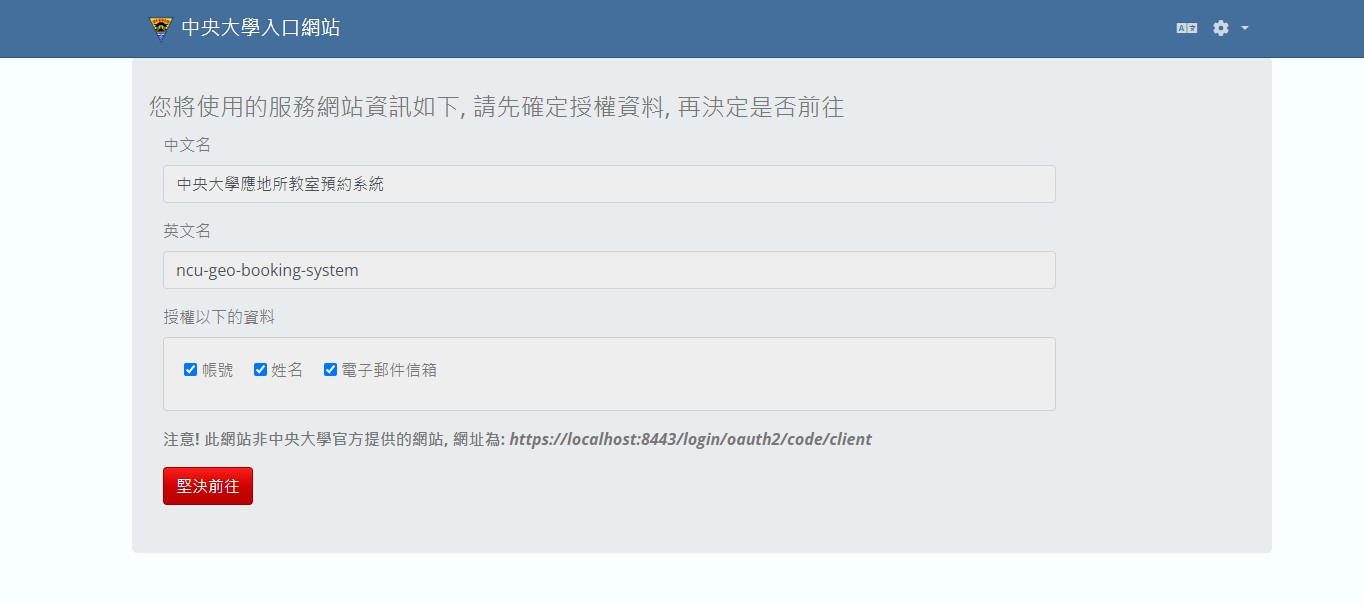 中央大學入口網站
您將使用的服務網站資訊如下, 請先確定授權資料, 再決定是否前往
中文名
中央大學應地所教室預約系統
英文名
ncu-geo-booking-system
授權以下的資料
帳號 姓名 電子郵件信箱
注意! 此網站非中央大學官方提供的網站, 網址為: https://localhost:8443/login/oauth2/code/client
堅決前往